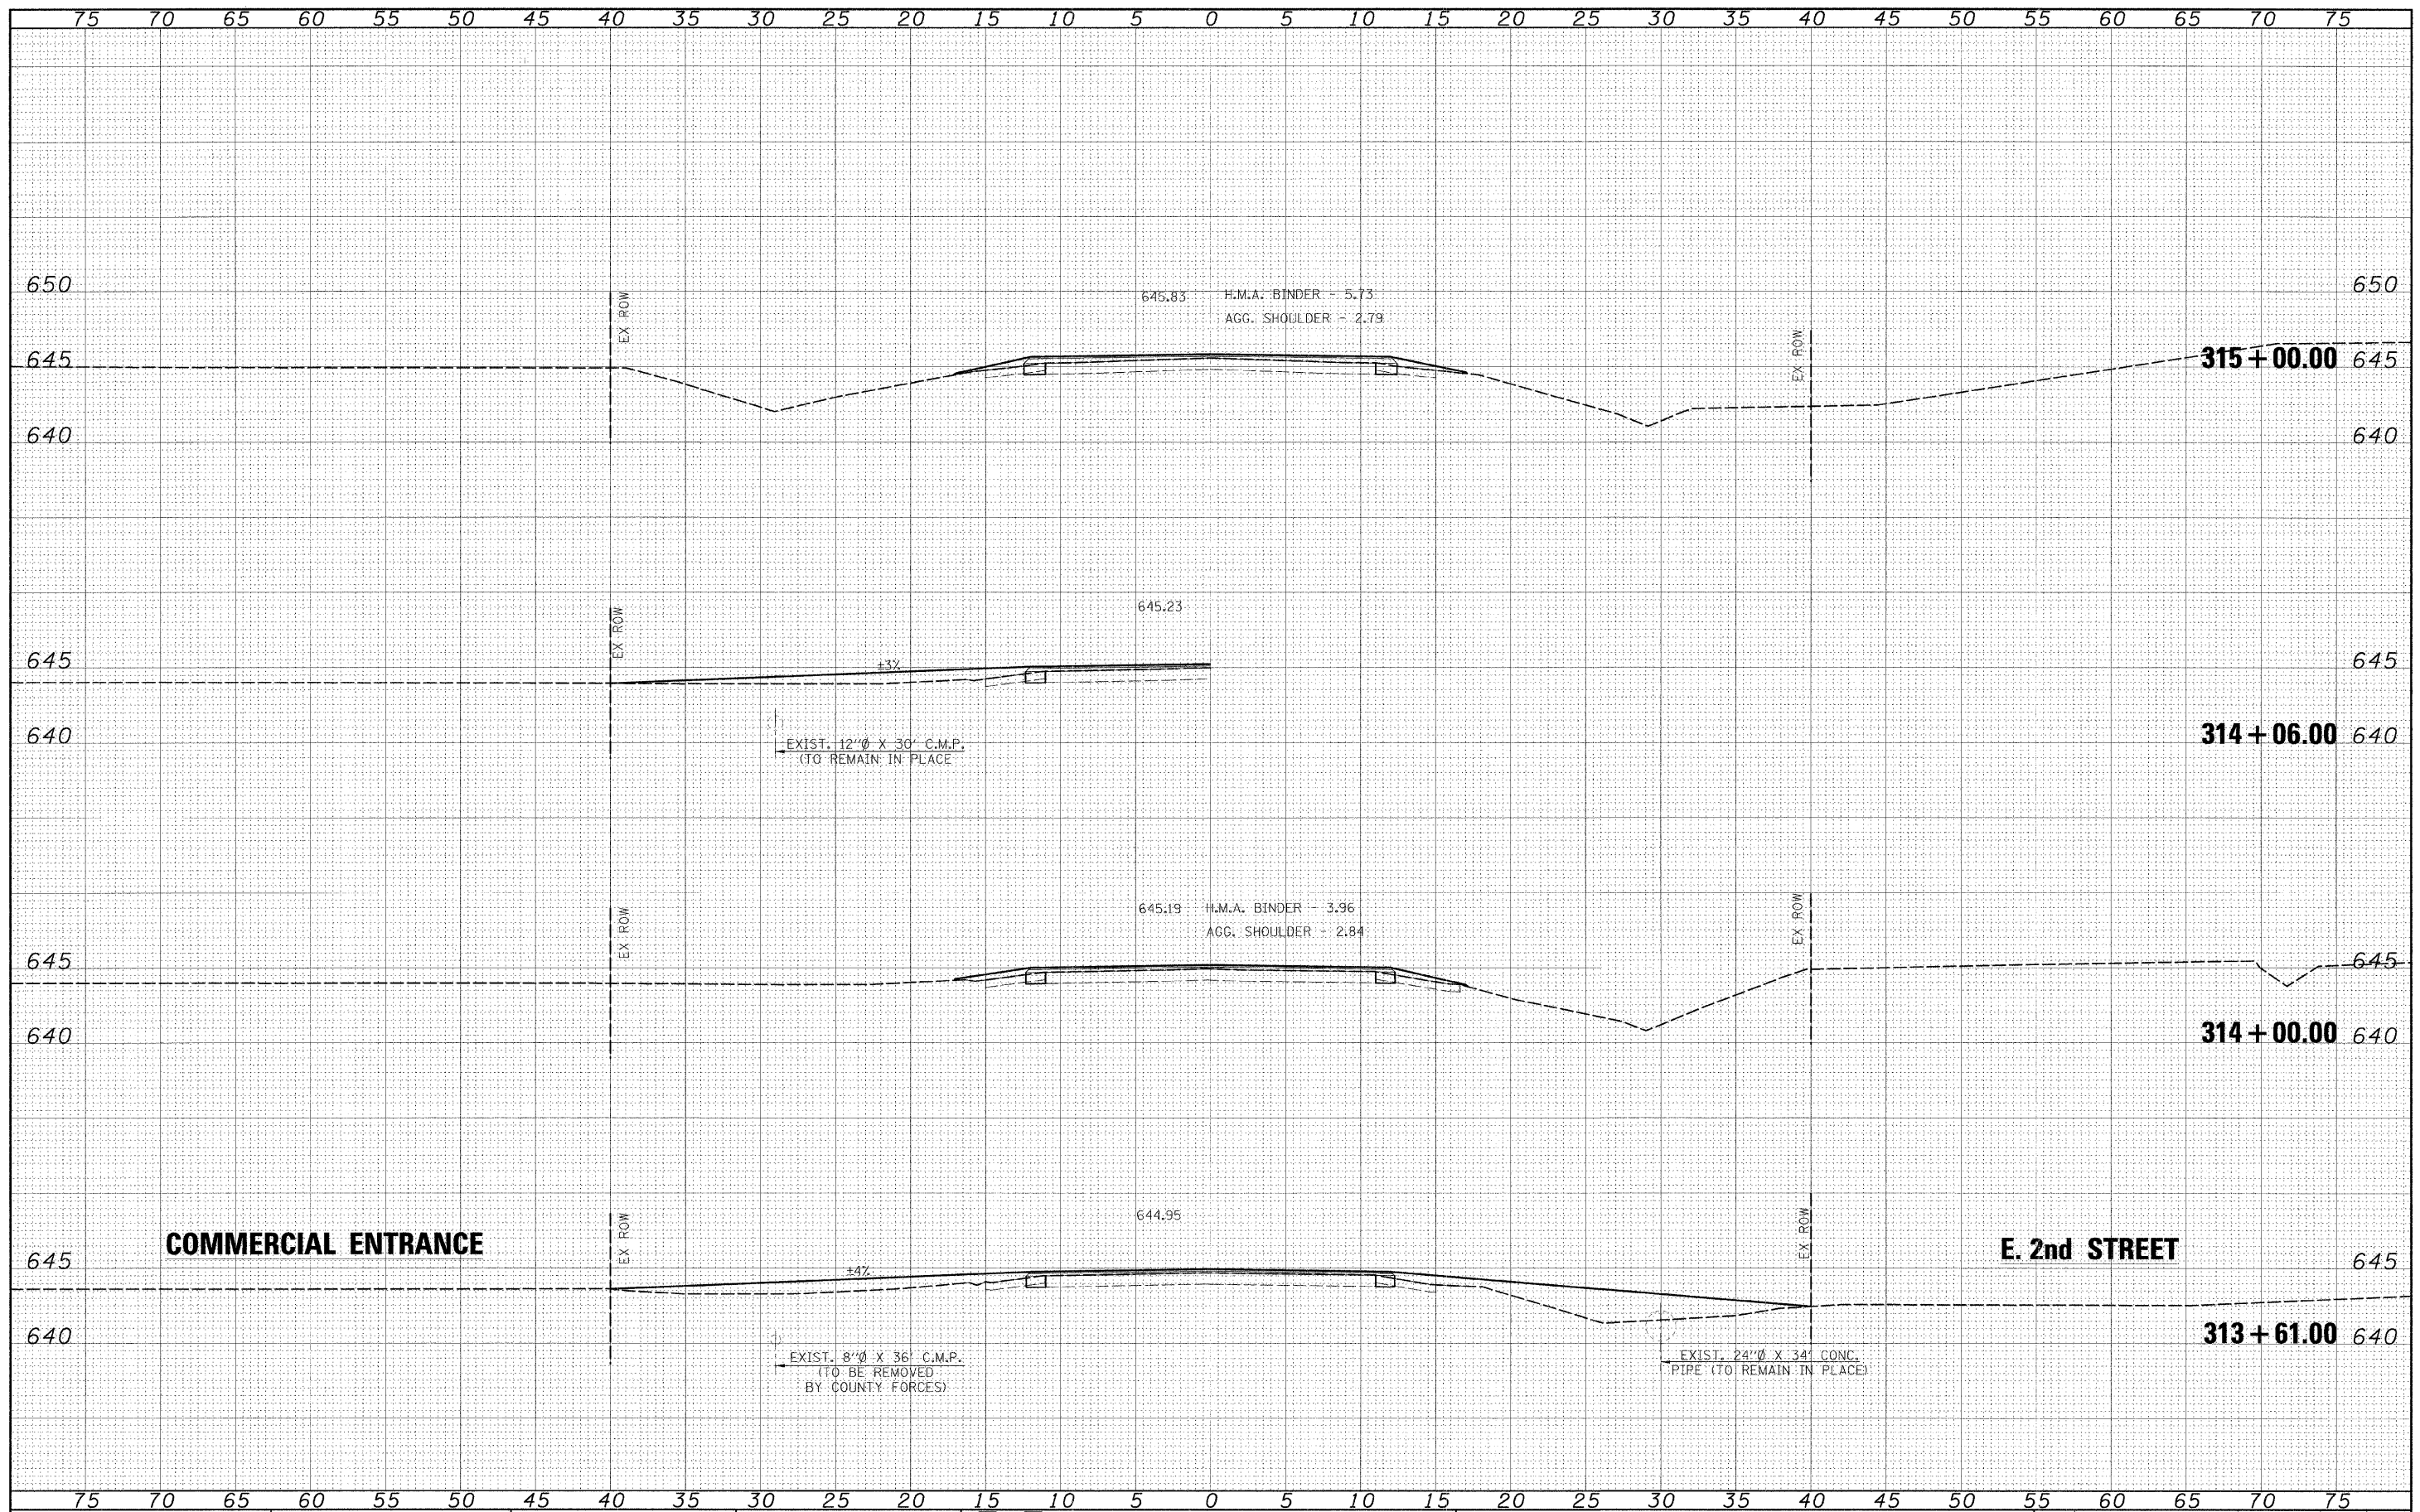 75 70 65 60 55 50 45 40 35 30 25 20 15 10 5 0 5 10 15 20 25 30 35 40 45 50 55 60 65 70 75
650
EX ROW
645.83 H.M.A. BINDER - 5.73
AGG. SHOULDER - 2.79
EX ROW
650
645
315+00.00 645
640
640
EX ROW
645.23
645
±3%
645
640
EXIST. 12"Ø X 30' C.M.P.
(TO REMAIN IN PLACE
314+06.00 640
EX ROW
645.19 H.M.A. BINDER - 3.96
AGG. SHOULDER - 2.84
EX ROW
645
645
640
314+00.00 640
COMMERCIAL ENTRANCE
EX ROW
644.95
EX ROW
E. 2nd STREET
645
±4%
645
640
EXIST. 8"Ø X 36' C.M.P.
(TO BE REMOVED
BY COUNTY FORCES)
EXIST. 24"Ø X 34' CONC.
PIPE (TO REMAIN IN PLACE)
313+61.00 640
75 70 65 60 55 50 45 40 35 30 25 20 15 10 5 0 5 10 15 20 25 30 35 40 45 50 55 60 65 70 75